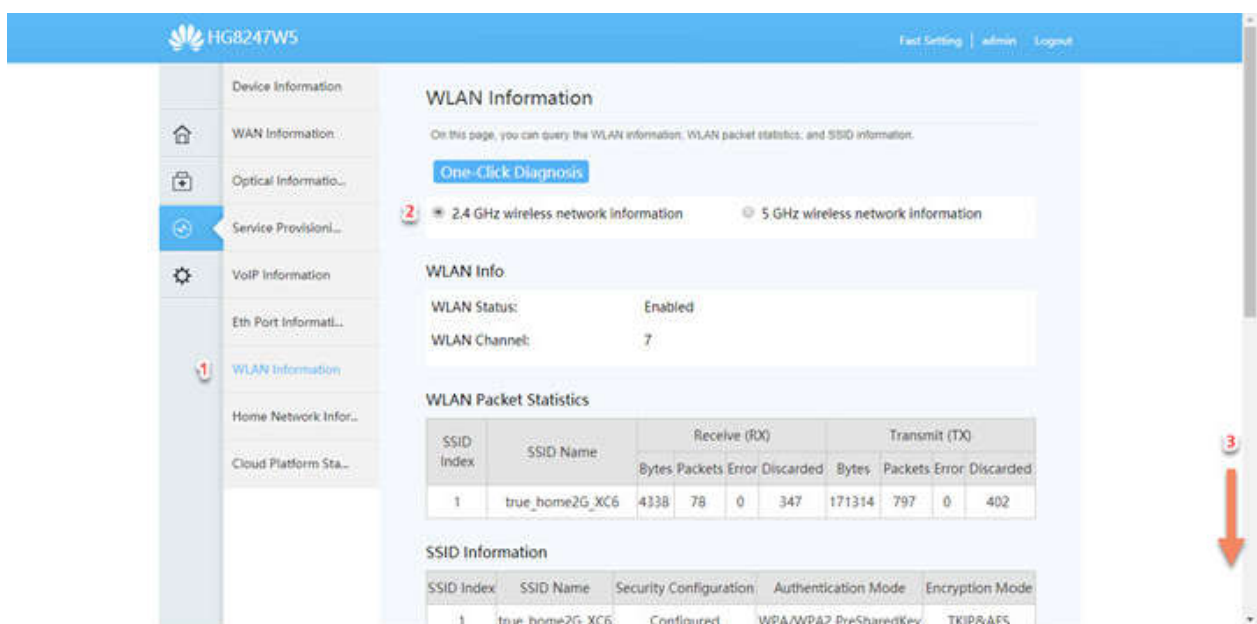 HG8247W5
Fast Setting | admin Logout
Device Information
WAN Information
Optical Informatio...
Service Provisioni...
VoIP Information
Eth Port Informati...
1
WLAN Information
Home Network Infor...
Cloud Platform Sta...
WLAN Information
On this page, you can query the WLAN information, WLAN packet statistics, and SSID information.
One-Click Diagnosis
2
2.4 GHz wireless network information 5 GHz wireless network information
WLAN Info
WLAN Status: Enabled
WLAN Channel: 7
WLAN Packet Statistics
SSID Index SSID Name Receive (RX) Transmit (TX)
Bytes Packets Error Discarded Bytes Packets Error Discarded
1 true_home2G_XC6 4338 78 0 347 171314 797 0 402
3
SSID Information
SSID Index SSID Name Security Configuration Authentication Mode Encryption Mode
1 true_home2G_XC6 Configured WPA/WPA2 PreSharedKey TKIP&AES